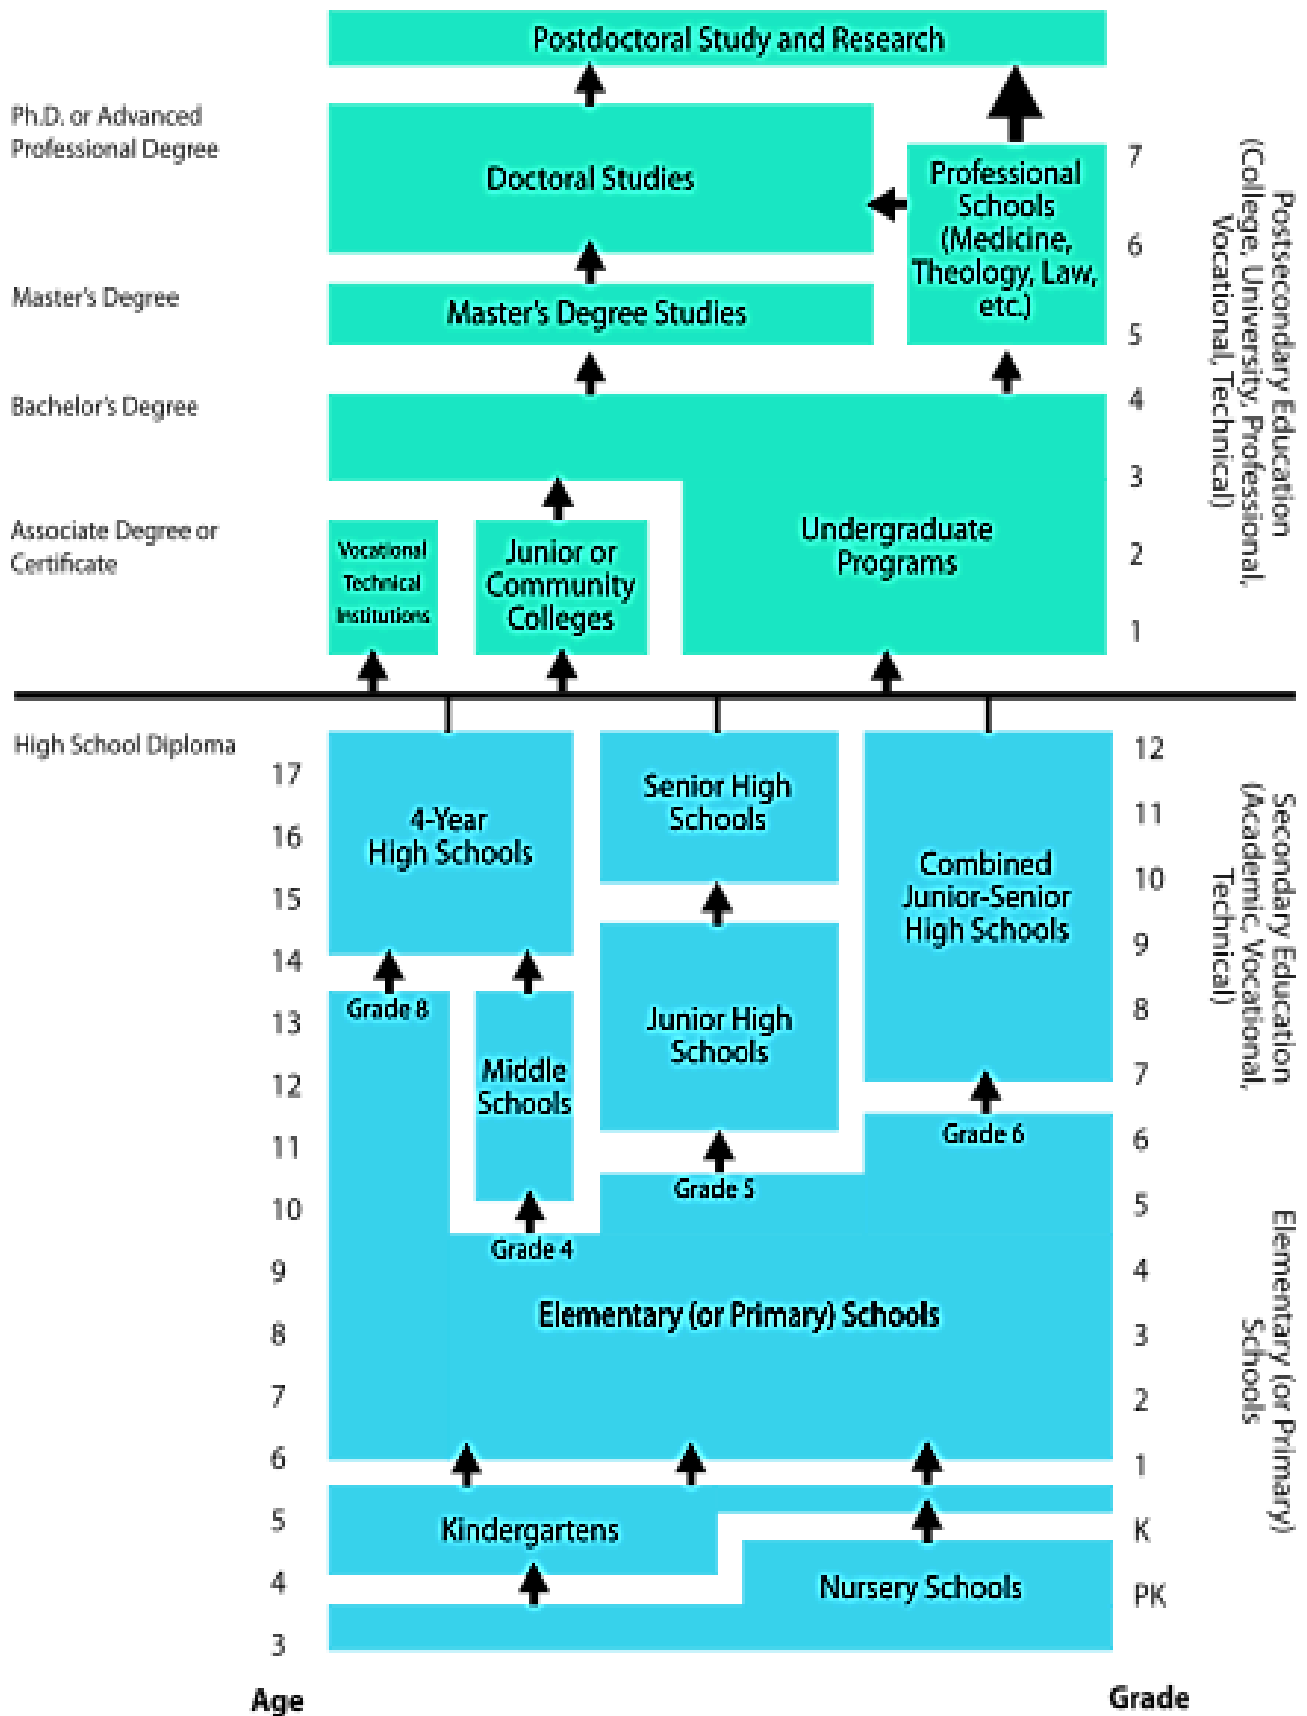 Postdoctoral Study and Research
Ph.D. or Advanced
Professional Degree
Doctoral Studies
Professional
Schools
(Medicine,
Theology, Law,
etc.)
7
6
5
Master's Degree
Master's Degree Studies
Bachelor's Degree
4
3
2
1
Associate Degree or
Certificate
Vocational
Technical
Institutions
Junior or
Community
Colleges
Undergraduate
Programs
Postsecondary Education
(College, University, Professional,
Vocational, Technical)
High School Diploma
17
16
15
14
13
12
11
10
9
8
7
6
5
4
3
Age
4-Year
High Schools
Senior High
Schools
Combined
Junior-Senior
High Schools
Grade 8
Middle
Schools
Junior High
Schools
Grade 6
Grade 5
Grade 4
Elementary (or Primary) Schools
Kindergartens
Nursery Schools
12
11
10
9
8
7
6
5
4
3
2
1
K
PK
Grade
Secondary Education
(Academic, Vocational,
Technical)
Elementary (or Primary)
Schools